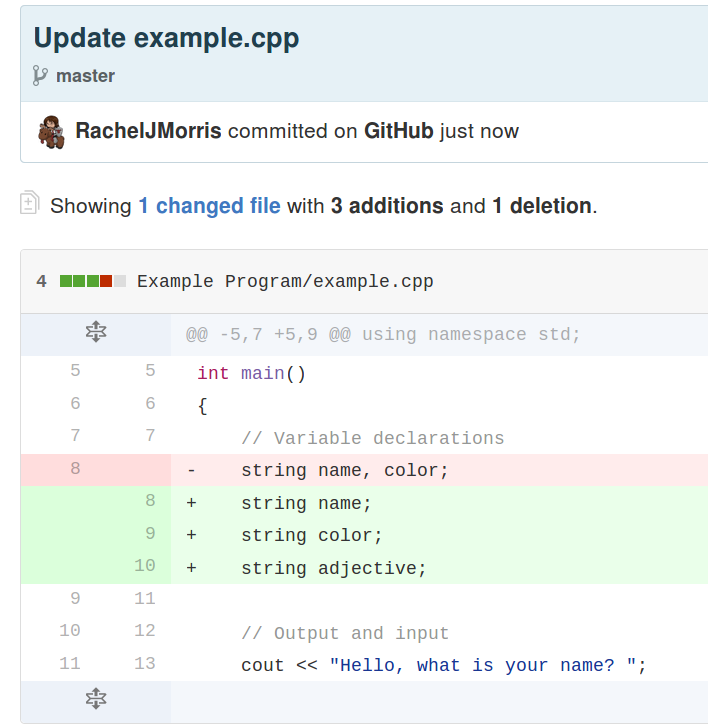 Update example.cpp
master
RachelJMorris committed on GitHub just now
Showing 1 changed file with 3 additions and 1 deletion.
4 Example Program/example.cpp
@@ -5,7 +5,9 @@ using namespace std;
5 5 int main()
6 6 {
7 7 // Variable declarations
8 - string name, color;
8 + string name;
9 + string color;
10 + string adjective;
9 11
10 12 // Output and input
11 13 cout << "Hello, what is your name? ";